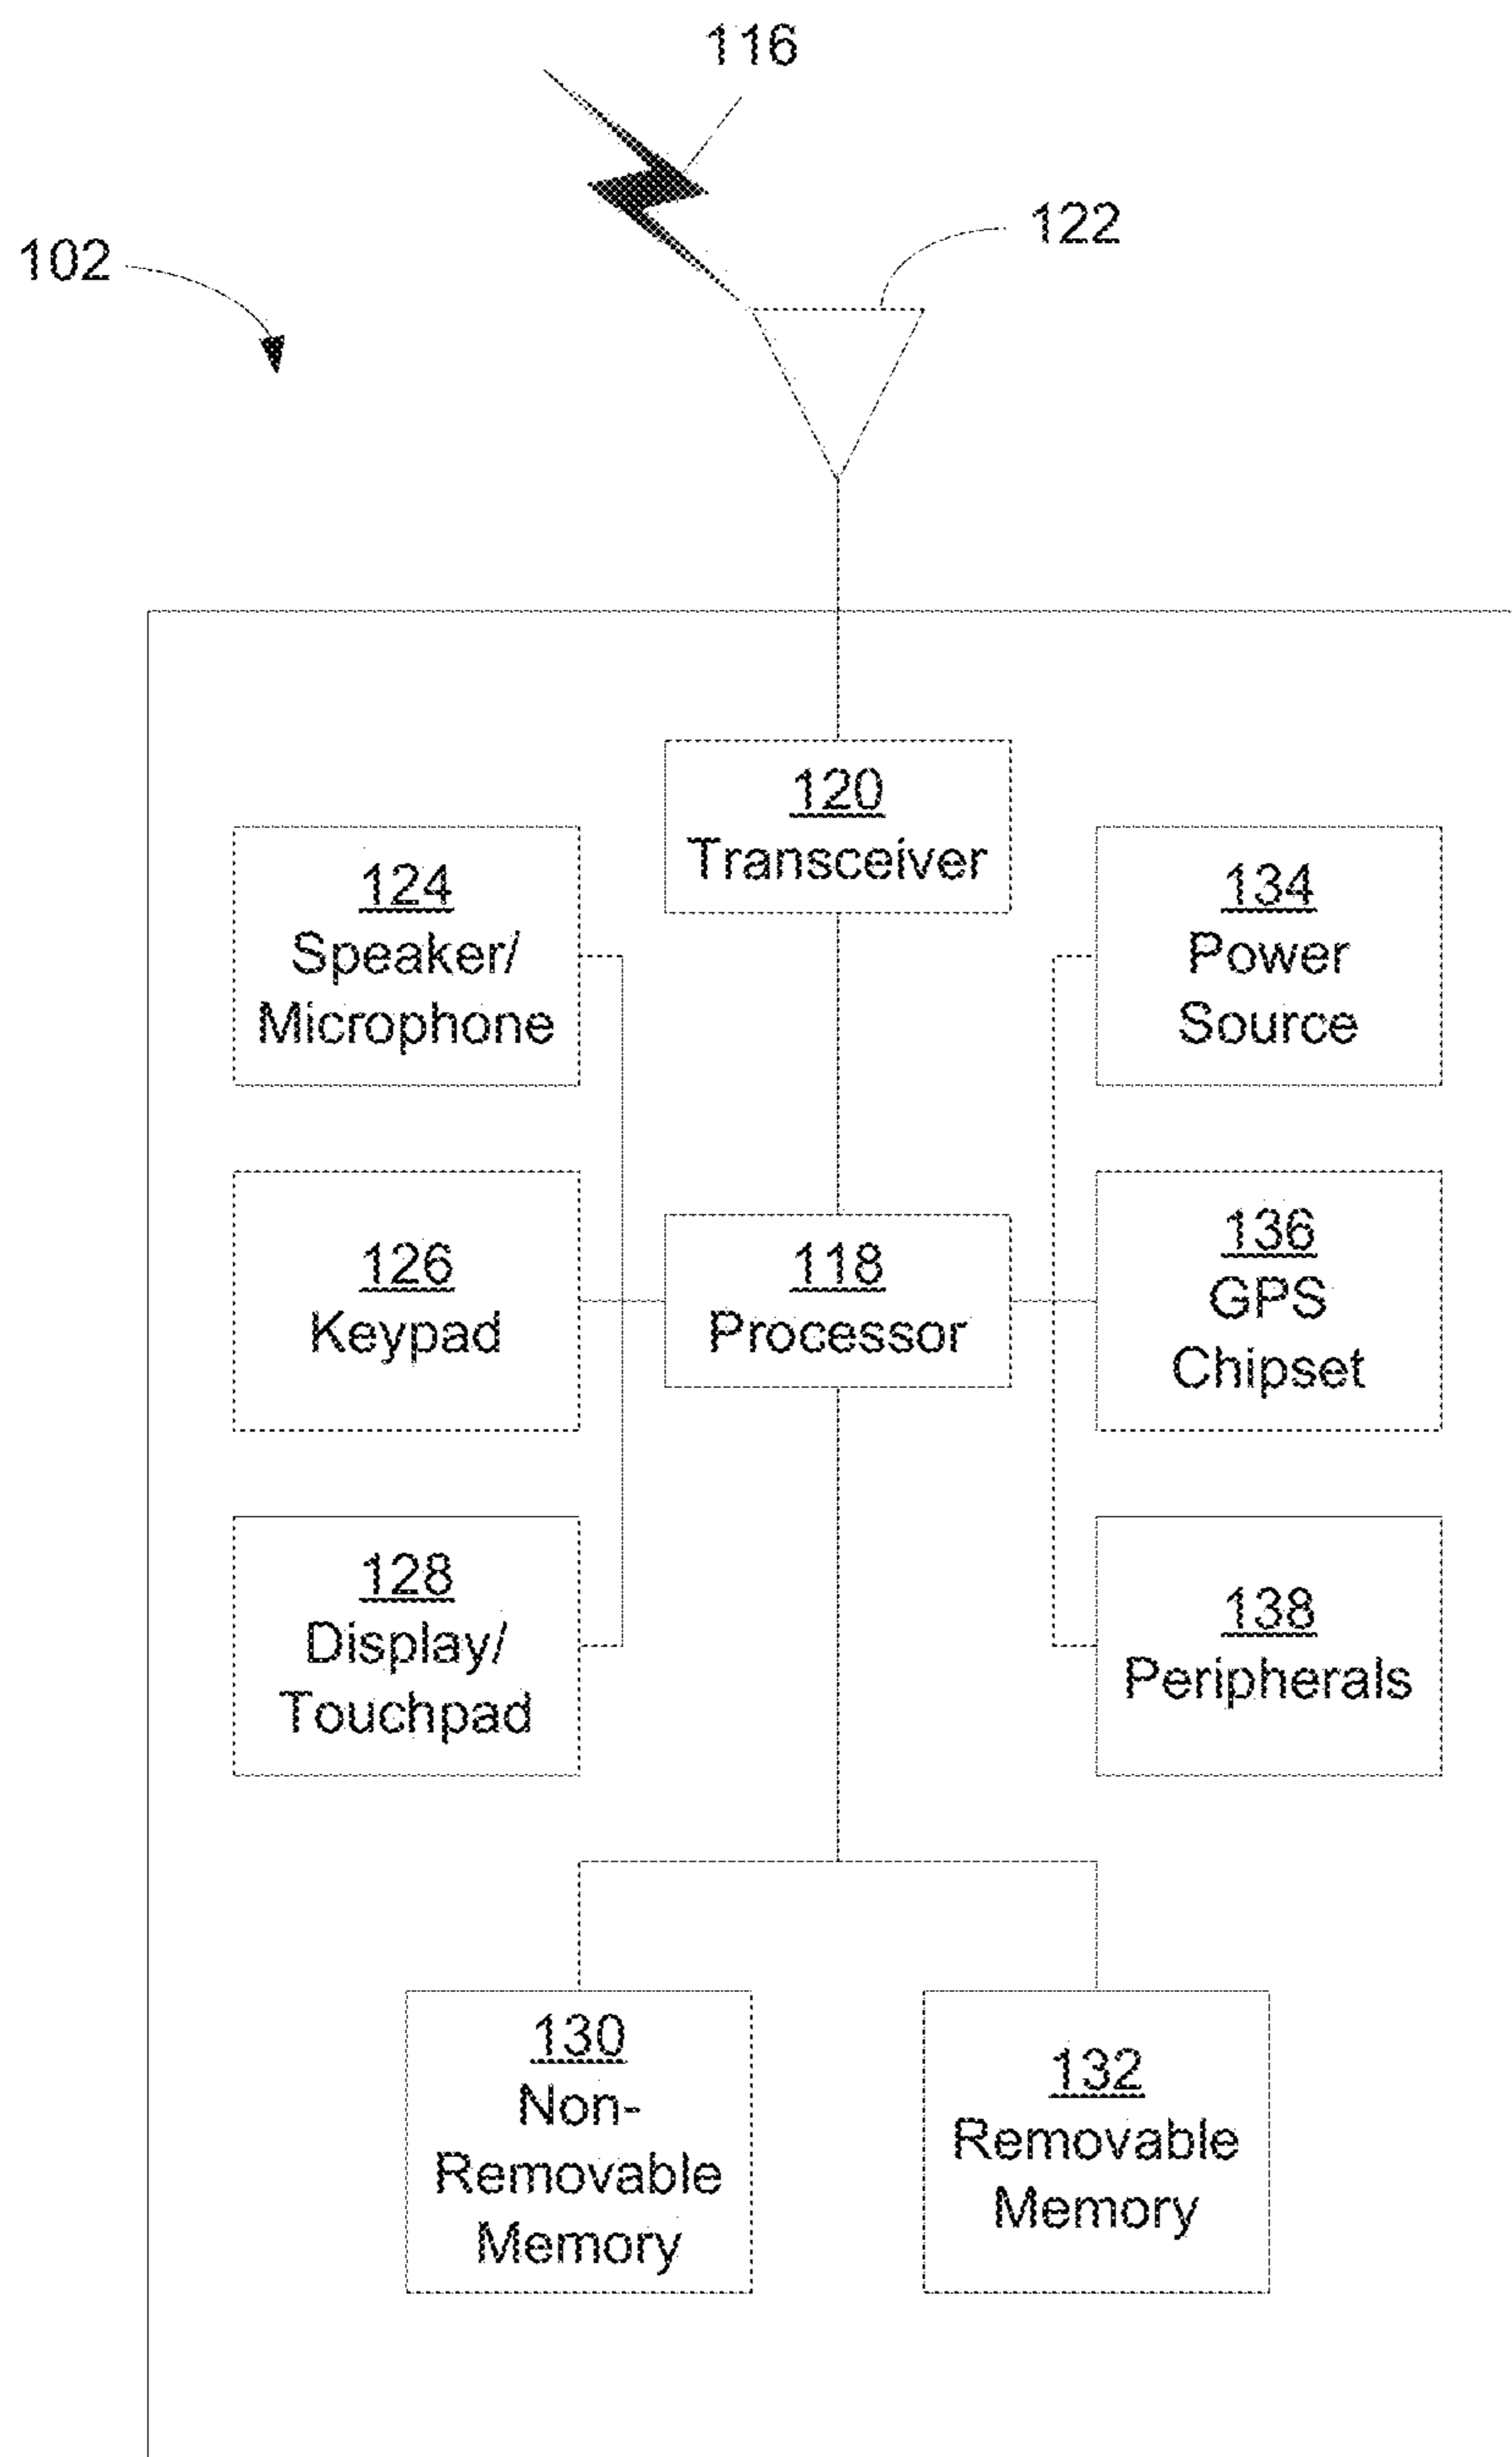 116
122
102
120
Transceiver
124
Speaker/
Microphone
134
Power
Source
126
Keypad
118
Processor
136
GPS
Chipset
128
Display/
Touchpad
138
Peripherals
130
Non-
Removable
Memory
132
Removable
Memory